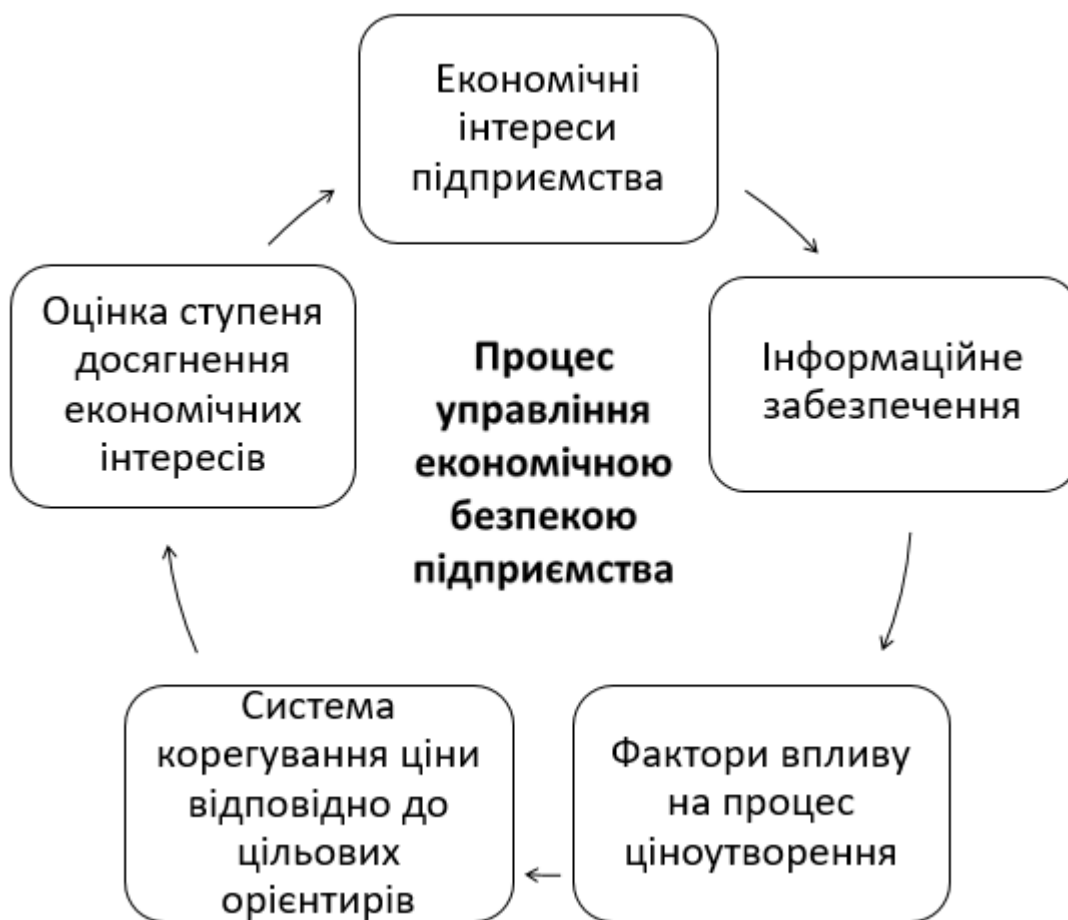 Економічні
інтереси
підприємства
Оцінка ступеня
досягнення
економічних
інтересів
Процес
управління
економічною
безпекою
підприємства
Інформаційне
забезпечення
Система
корегування ціни
відповідно до
цільових
орієнтирів
Фактори впливу
на процес
ціноутворення